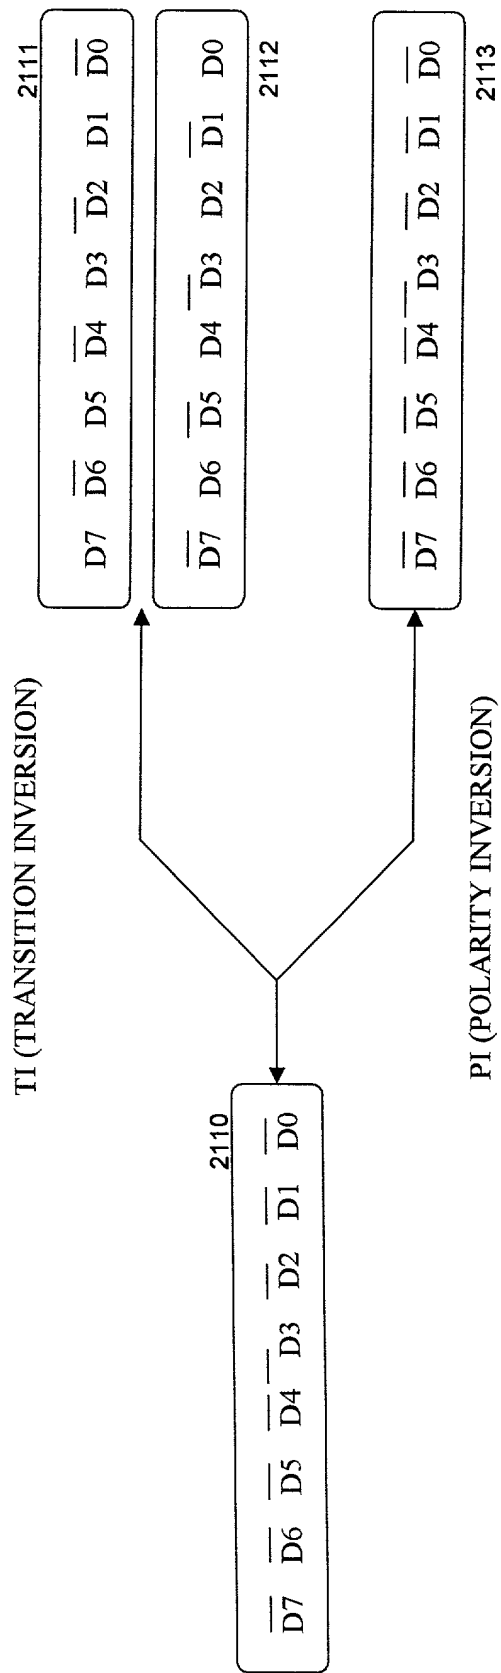 TI (TRANSITION INVERSION)
2111
D7 D̅6̅ D5 D̅4̅ D3 D̅2̅ D1 D̅0̅
D̅7̅ D6 D̅5̅ D4 D̅3̅ D2 D̅1̅ D0
2112
2110
D̅7̅ D̅6̅ D̅5̅ D̅4̅ D̅3̅ D̅2̅ D̅1̅ D̅0̅
D̅7̅ D̅6̅ D̅5̅ D̅4̅ D̅3̅ D̅2̅ D̅1̅ D̅0̅
2113
PI (POLARITY INVERSION)